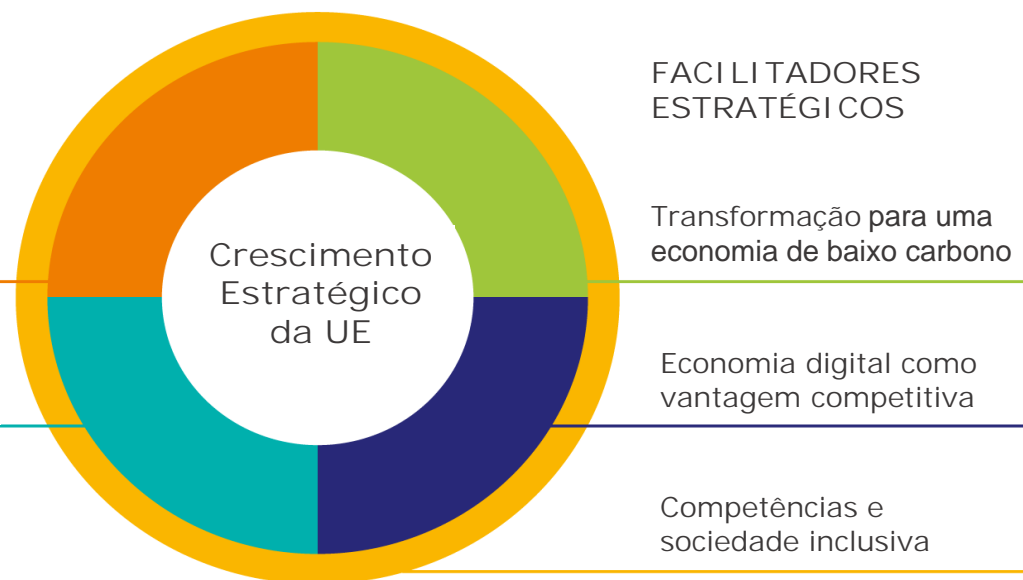 FACILITADORES
ESTRATÉGICOS
Transformação para uma
economia de baixo carbono
Crescimento
Estratégico
da UE
Economia digital como
vantagem competitiva
Competências e
sociedade inclusiva